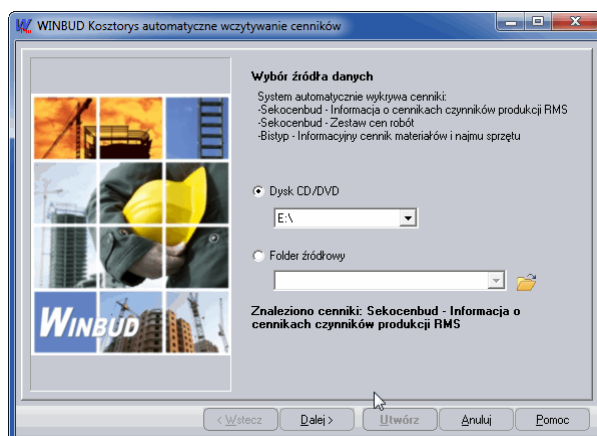 WINBUD Kosztorys automatyczne wczytywanie cenników
Wybór źródła danych
System automatycznie wykrywa cenniki:
-Sekocenbud - Informacja o cennikach czynników produkcji RMS
-Sekocenbud - Zestaw cen robót
-Bistyp - Informacyjny cennik materiałów i najmu sprzętu
Dysk CD/DVD
E:\
Folder źródłowy
Znaleziono cenniki: Sekocenbud - Informacja o
cennikach czynników produkcji RMS
WINBUD
< Wstecz Dalej > Utwórz Anuluj Pomoc